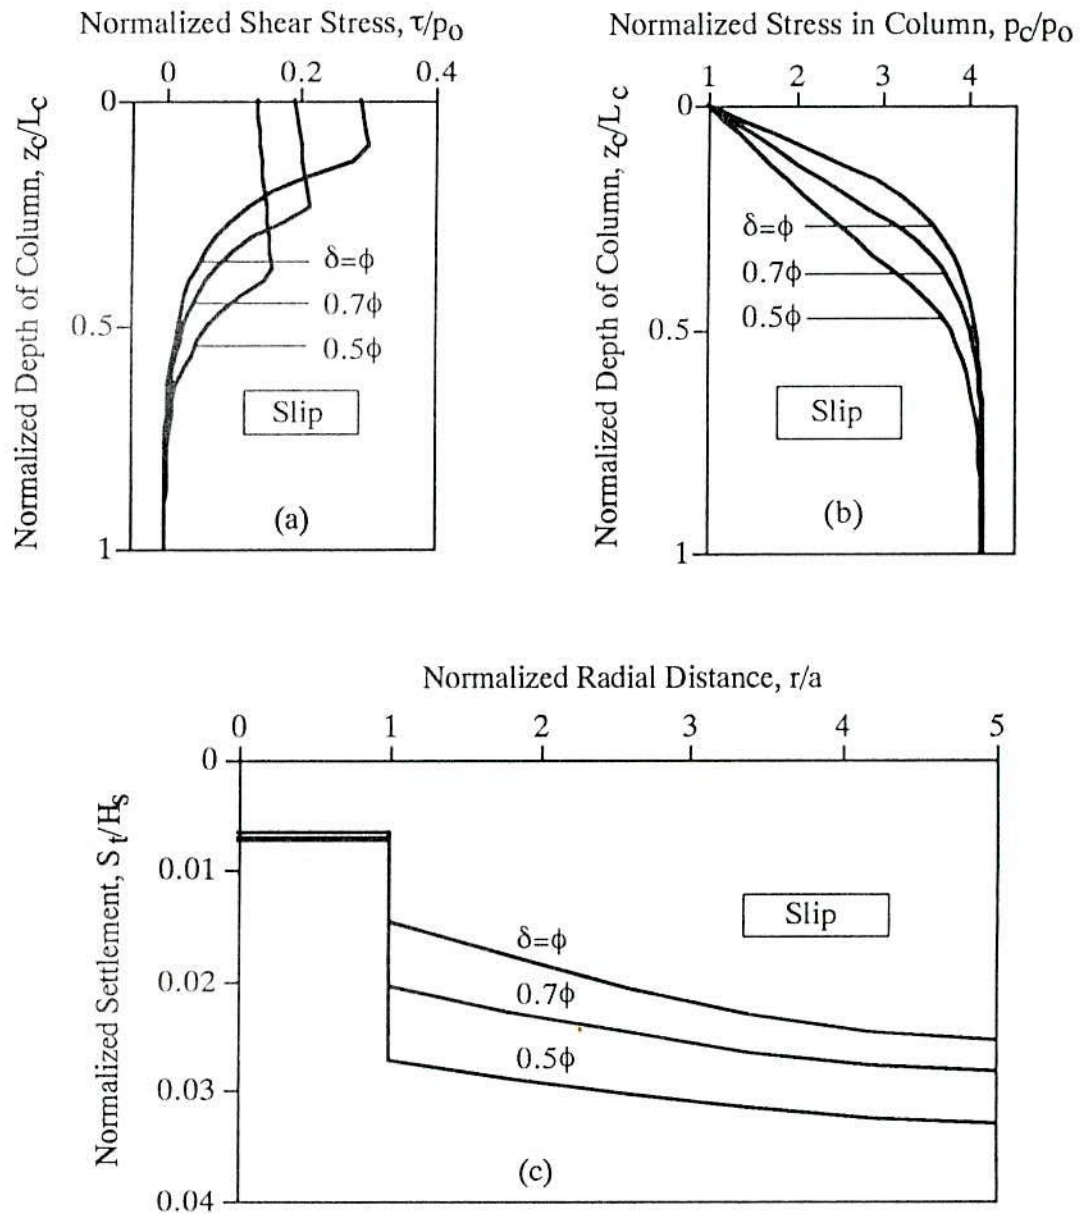 Normalized Shear Stress, τ/po
0 0.2 0.4
Normalized Depth of Column, zc/Lc
0
0.5
1
δ=ϕ
0.7ϕ
0.5ϕ
Slip
(a)
Normalized Stress in Column, pc/po
1 2 3 4
Normalized Depth of Column, zc/Lc
0
0.5
1
δ=ϕ
0.7ϕ
0.5ϕ
Slip
(b)
Normalized Radial Distance, r/a
0 1 2 3 4 5
Normalized Settlement, St/Hs
0
0.01
0.02
0.03
0.04
Slip
δ=ϕ
0.7ϕ
0.5ϕ
(c)